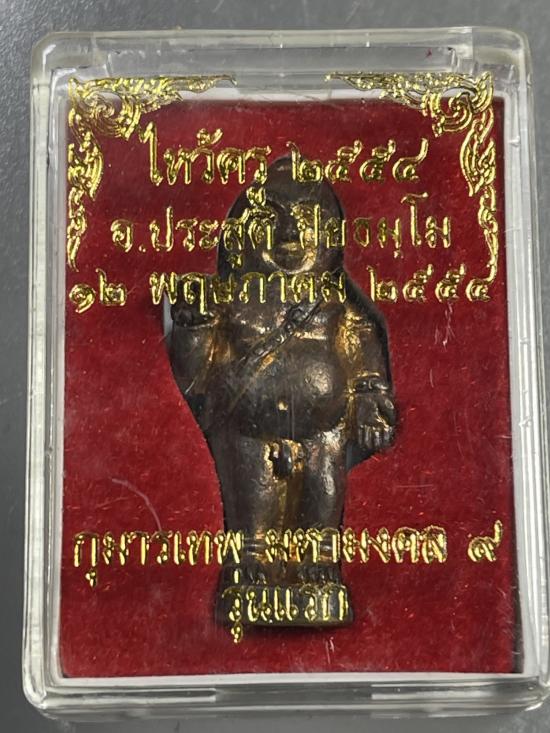 ไหว้ครู ๒๕๕๔
อ.ประสูติ ปิยธมฺโม
๑๒ พฤษภาคม ๒๕๕๔
กุมารเทพ มหามงคล ๙
รุ่นแรก